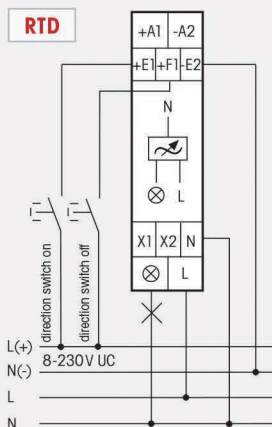 RTD
+A1 -A2
+E1 +F1 -E2
N
L
X1 X2 N
L
direction switch on
direction switch off
L(+)
8-230V UC
N(-)
L
N